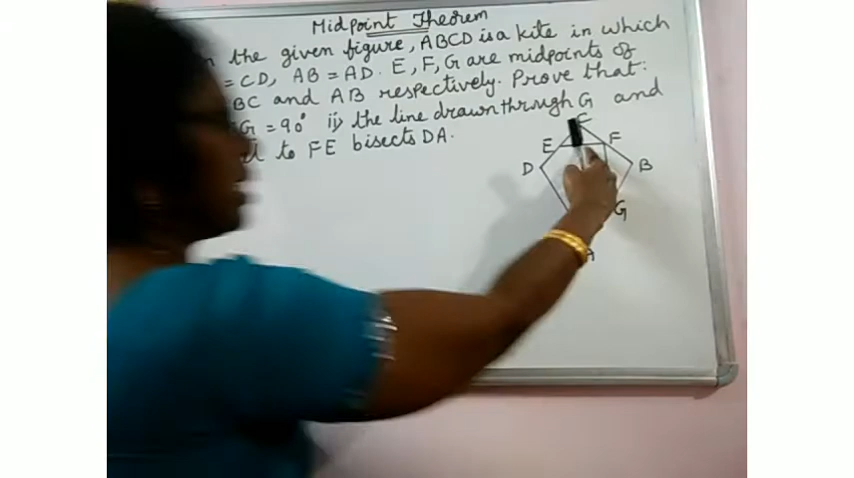 Midpoint Theorem
the given figure, ABCD is a kite in which
= CD, AB = AD. E, F, G are midpoints of
BC and AB respectively. Prove that:
G = 90° ii) the line drawn through G and
to FE bisects DA.
C
E F
D B
G
A